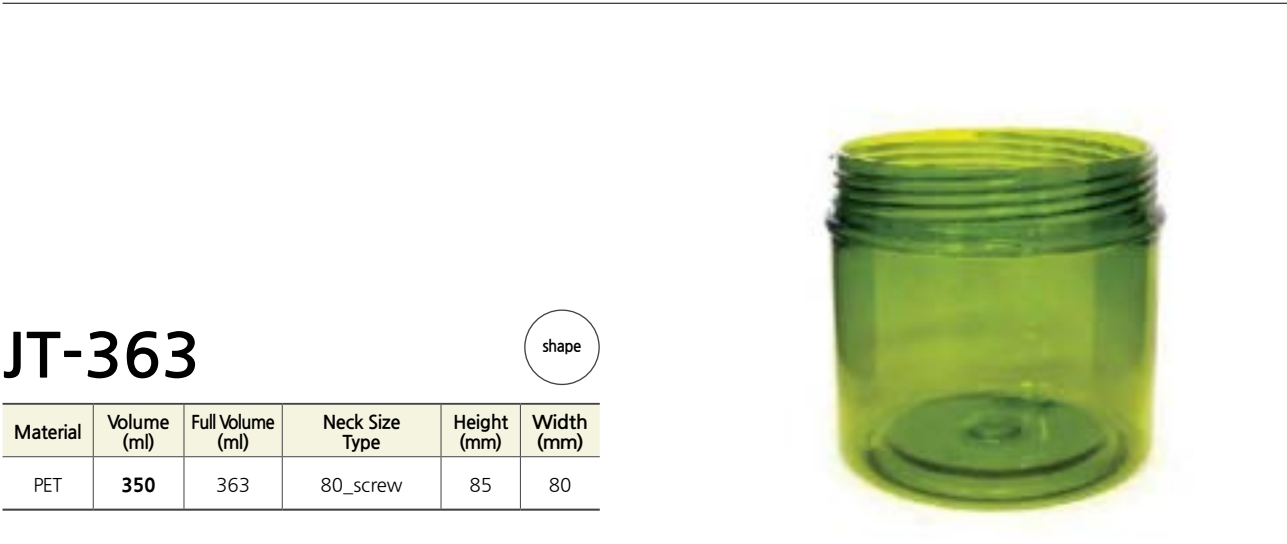 JT-363
shape
Material Volume (ml) Full Volume (ml) Neck Size Type Height (mm) Width (mm)
PET 350 363 80_screw 85 80